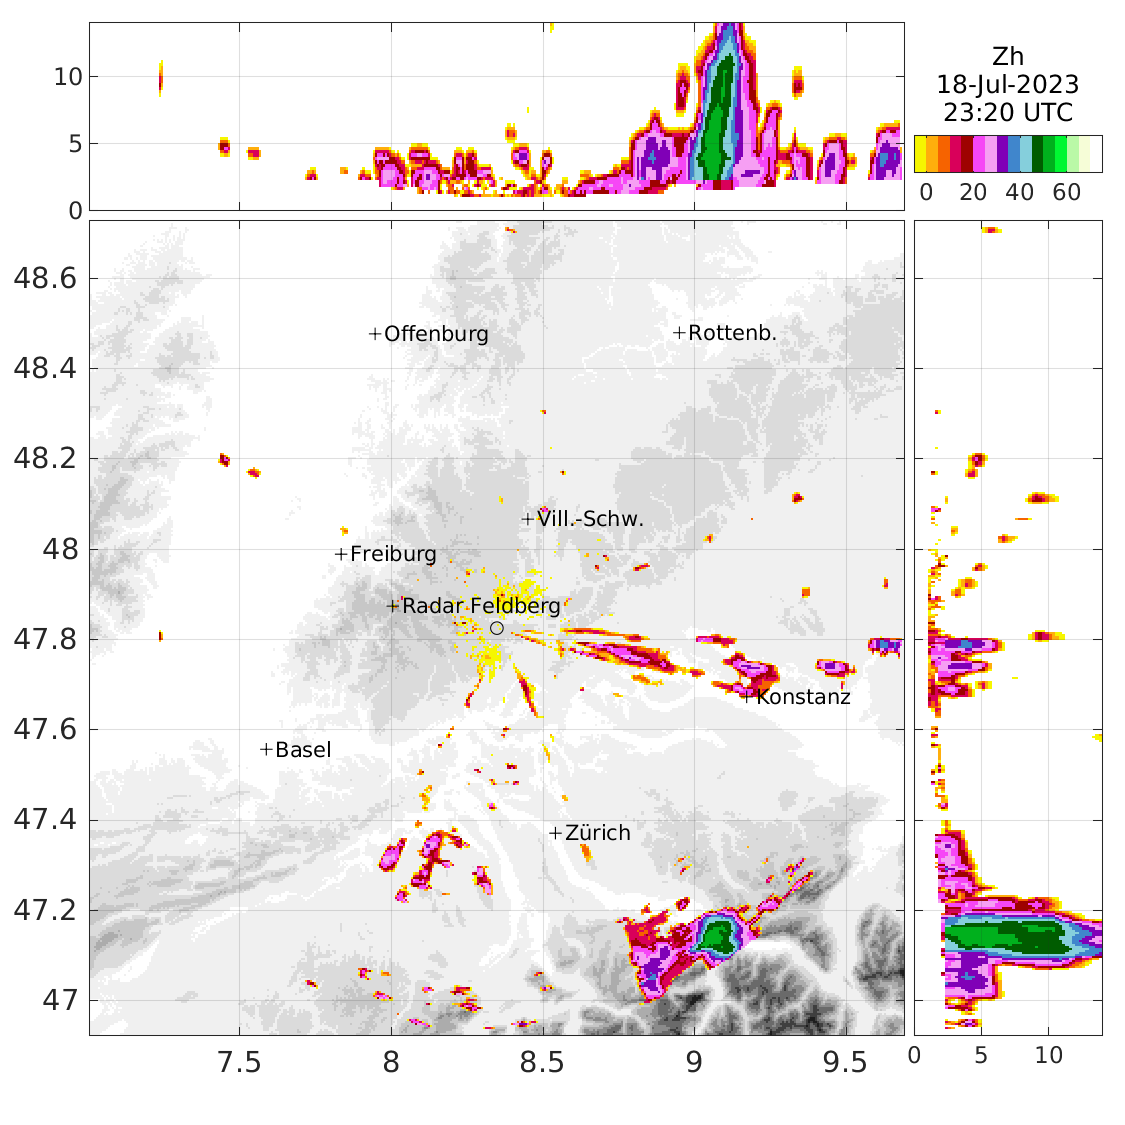 10
5
0
Zh
18-Jul-2023
23:20 UTC
0 20 40 60
48.6
48.4
48.2
48
47.8
47.6
47.4
47.2
47
Offenburg
Rottenb.
Vill.-Schw.
Freiburg
Radar Feldberg
Konstanz
Basel
Zürich
7.5 8 8.5 9 9.5
0 5 10